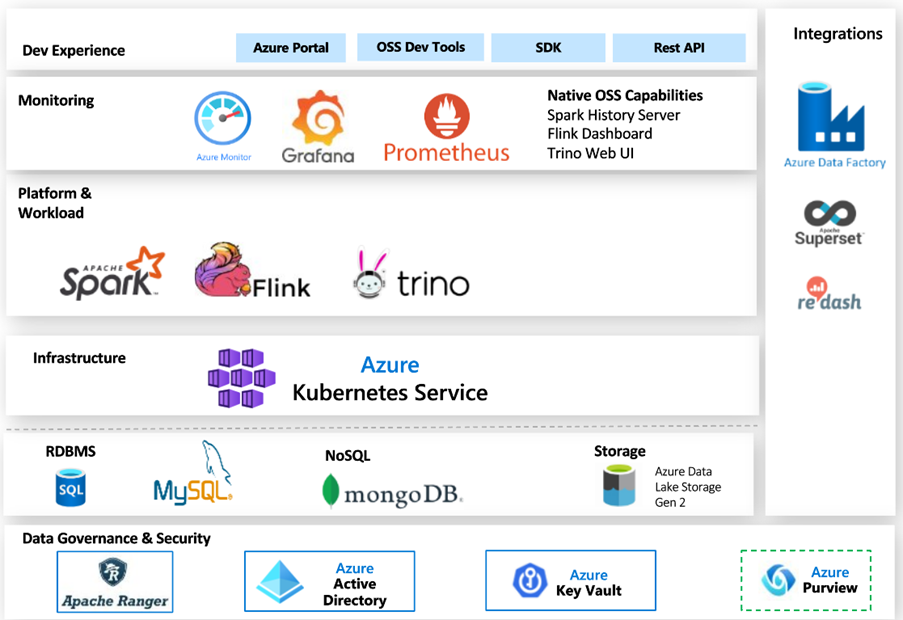 Dev Experience
Azure Portal
OSS Dev Tools
SDK
Rest API
Integrations
Monitoring
Azure Monitor
Grafana
Prometheus
Native OSS Capabilities
Spark History Server
Flink Dashboard
Trino Web UI
Azure Data Factory
Apache
Superset
redash
Platform &
Workload
APACHE
Spark™
Flink
trino
Infrastructure
Azure
Kubernetes Service
RDBMS
SQL
MySQL®
NoSQL
mongoDB®
Storage
Azure Data
Lake Storage
Gen 2
Data Governance & Security
R
Apache Ranger
Azure
Active
Directory
Azure
Key Vault
Azure
Purview